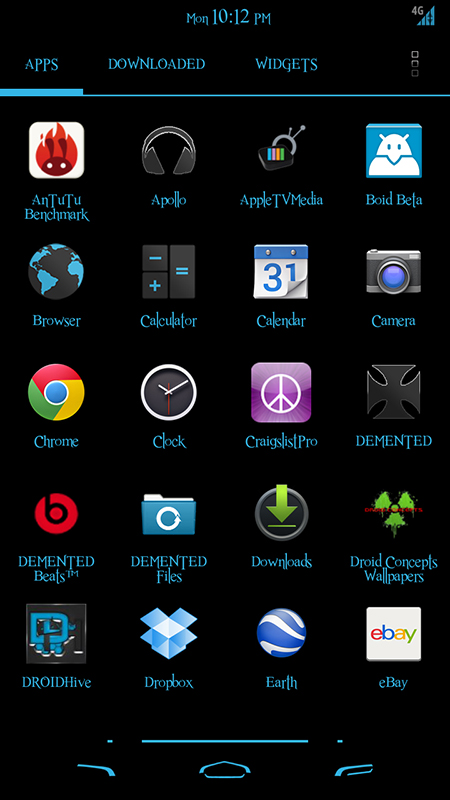 Mon 10:12 PM 4G
APPS DOWNLOADED WIDGETS
AnTuTu Benchmark
Apollo
AppleTVMedia
Boid Beta
Browser
Calculator
31
Calendar
Camera
Chrome
Clock
CraigslistPro
DEMENTED
DEMENTED
Beats™
DEMENTED
Files
Downloads
Droid Concepts
Wallpapers
DROIDHive
Dropbox
Earth
ebay
eBay